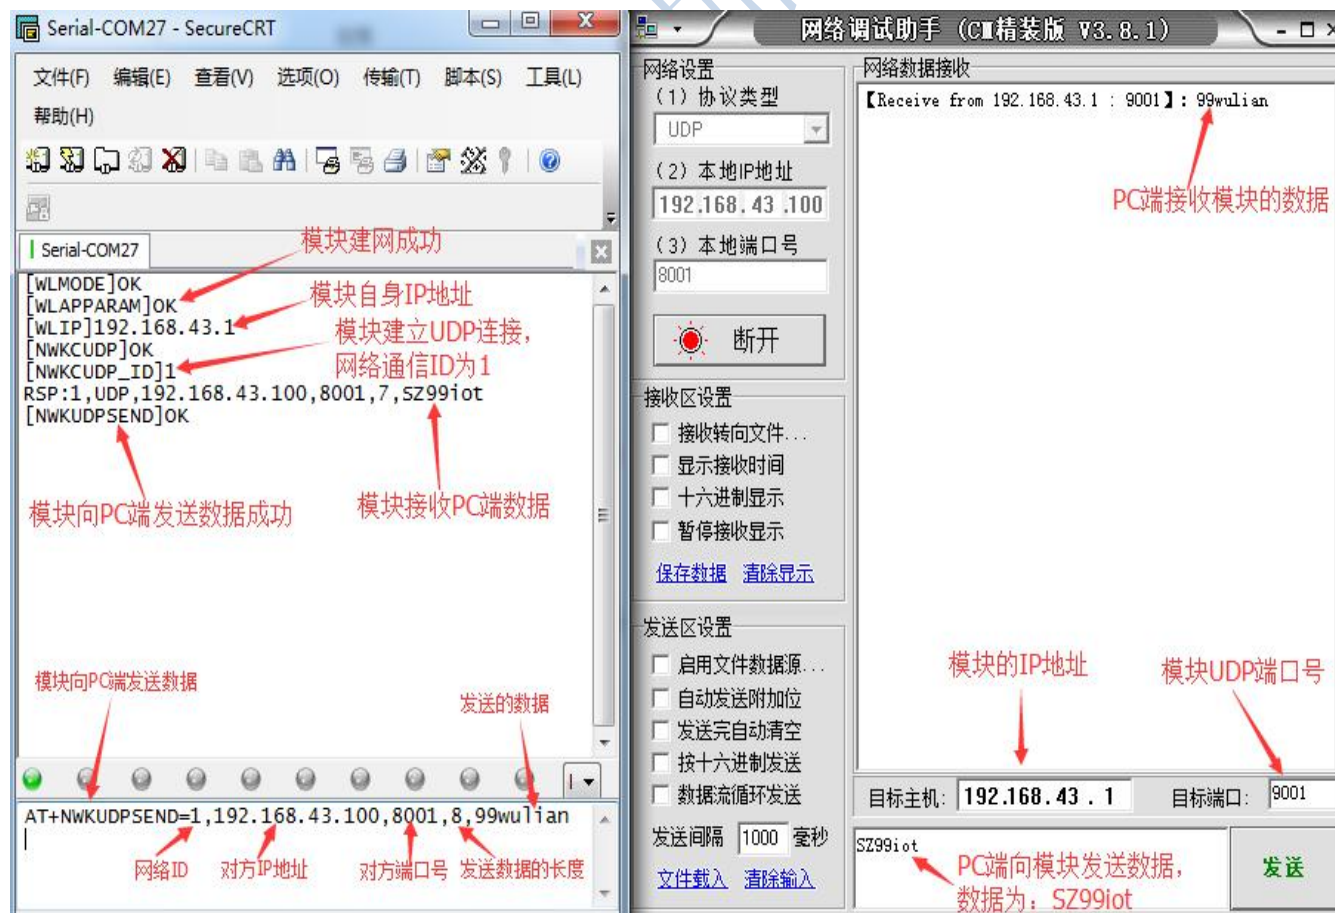 Serial-COM27 - SecureCRT
文件(F) 编辑(E) 查看(V) 选项(O) 传输(T) 脚本(S) 工具(L)
帮助(H)
Serial-COM27
模块建网成功
[WLMODE]OK
[WLAPPARAM]OK
模块自身IP地址
[WLIP]192.168.43.1
模块建立UDP连接，
[NWKCUDP]OK
网络通信ID为1
[NWKCUDP_ID]1
RSP:1,UDP,192.168.43.100,8001,7,SZ99iot
[NWKUDPSEND]OK
模块向PC端发送数据成功
模块接收PC端数据
模块向PC端发送数据
发送的数据
AT+NWKUDPSEND=1,192.168.43.100,8001,8,99wulian
网络ID 对方IP地址 对方端口号 发送数据的长度
网络调试助手 (C■精装版 V3.8.1)
网络设置
(1) 协议类型
UDP
(2) 本地IP地址
192.168. 43 .100
(3) 本地端口号
8001
断开
接收区设置
接收转向文件...
显示接收时间
十六进制显示
暂停接收显示
保存数据 清除显示
发送区设置
启用文件数据源...
自动发送附加位
发送完自动清空
按十六进制发送
数据流循环发送
发送间隔 1000 毫秒
文件载入 清除输入
网络数据接收
【Receive from 192.168.43.1 : 9001】: 99wulian
PC端接收模块的数据
模块的IP地址
模块UDP端口号
目标主机: 192.168. 43 . 1 目标端口: 9001
SZ99iot
PC端向模块发送数据，
数据为：SZ99iot
发送